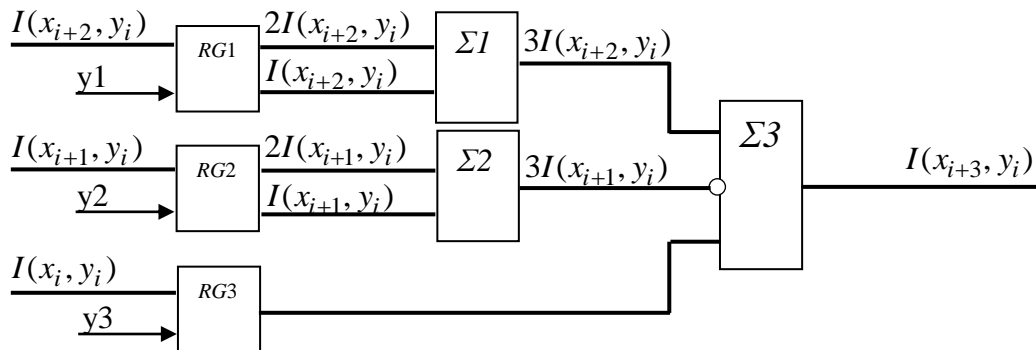 I(x_{i+2}, y_i)
y1
RG1
2I(x_{i+2}, y_i)
I(x_{i+2}, y_i)
Σ1
3I(x_{i+2}, y_i)
I(x_{i+1}, y_i)
y2
RG2
2I(x_{i+1}, y_i)
I(x_{i+1}, y_i)
Σ2
3I(x_{i+1}, y_i)
Σ3
I(x_{i+3}, y_i)
I(x_i, y_i)
y3
RG3